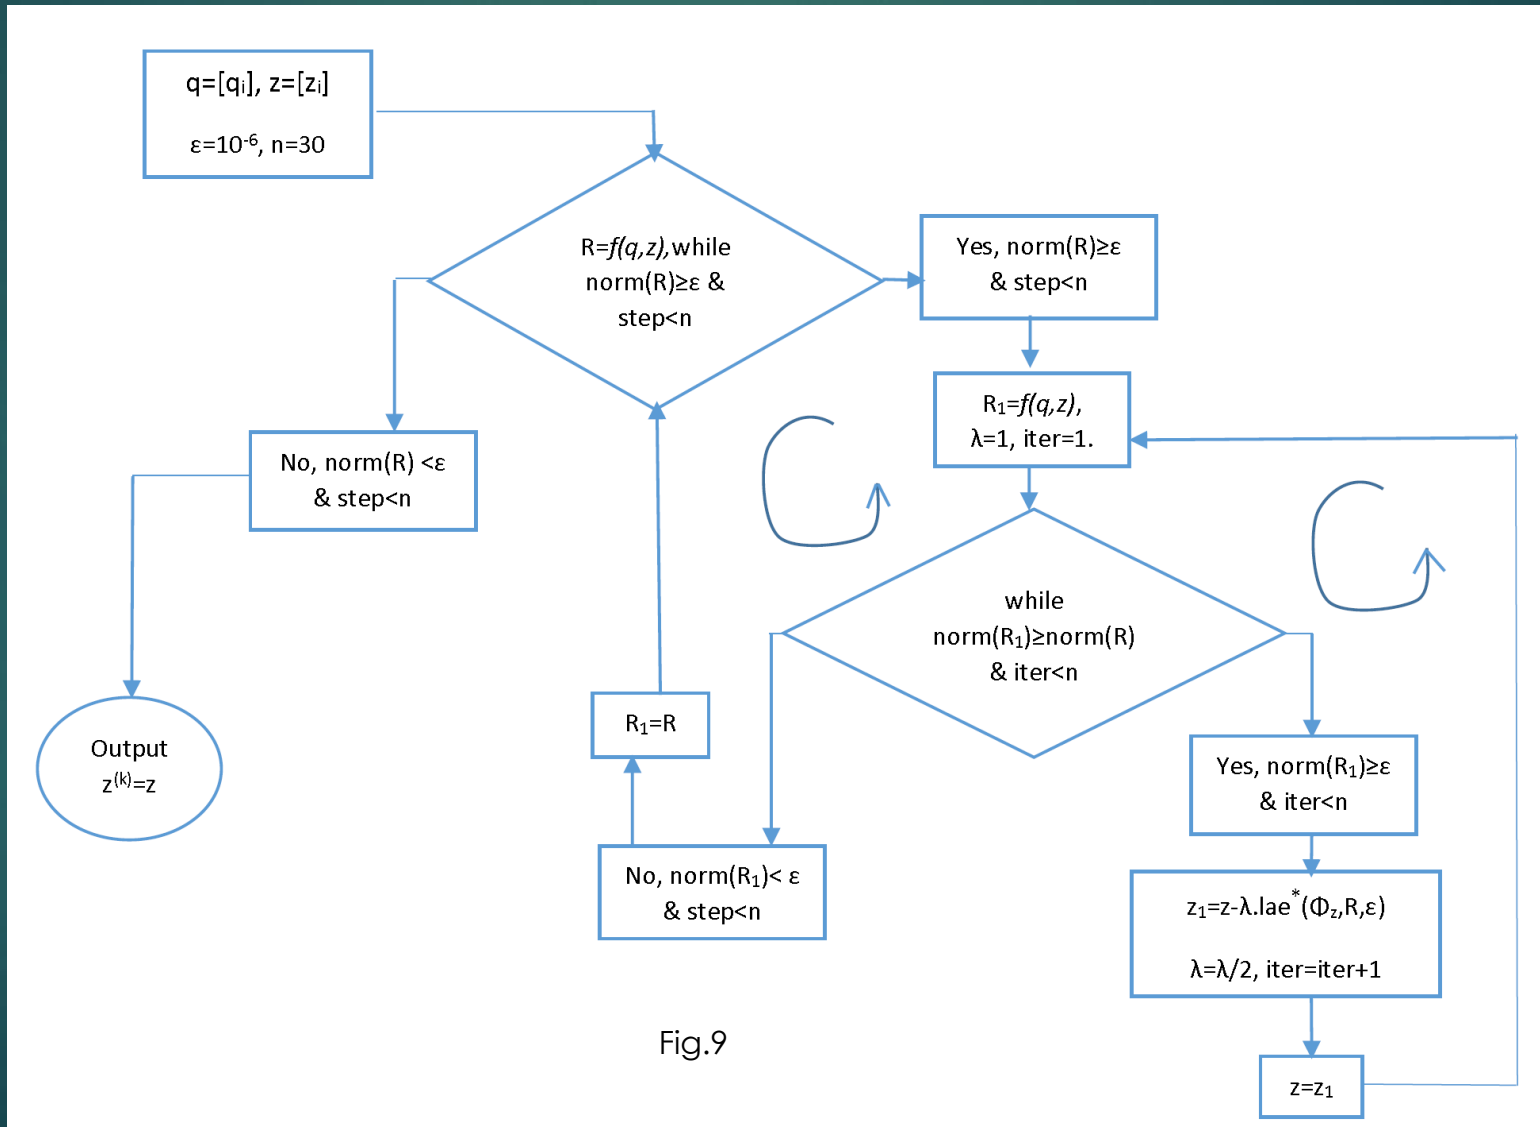 q=[qᵢ], z=[zᵢ]
ε=10⁻⁶, n=30
R=f(q,z),while
norm(R)≥ε &
step<n
Yes, norm(R)≥ε
& step<n
R₁=f(q,z),
λ=1, iter=1.
No, norm(R) <ε
& step<n
while
norm(R₁)≥norm(R)
& iter<n
R₁=R
Output
z⁽ᵏ⁾=z
Yes, norm(R₁)≥ε
& iter<n
No, norm(R₁)< ε
& step<n
z₁=z-λ.lae*(Φ_z,R,ε)
λ=λ/2, iter=iter+1
z=z₁
Fig.9